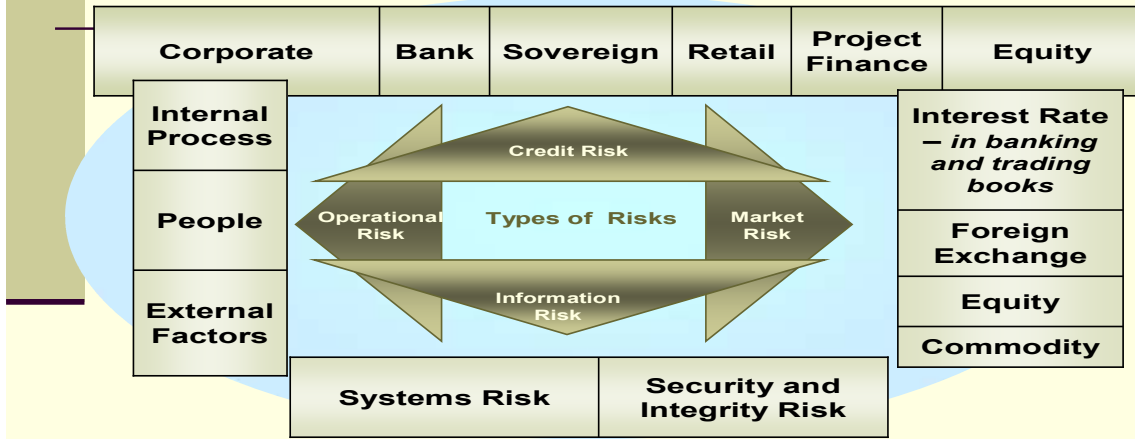 Corporate
Bank
Sovereign
Retail
Project
Finance
Equity
Internal
Process
People
External
Factors
Credit Risk
Operational
Risk
Types of Risks
Market
Risk
Information
Risk
Interest Rate
– in banking
and trading
books
Foreign
Exchange
Equity
Commodity
Systems Risk
Security and
Integrity Risk